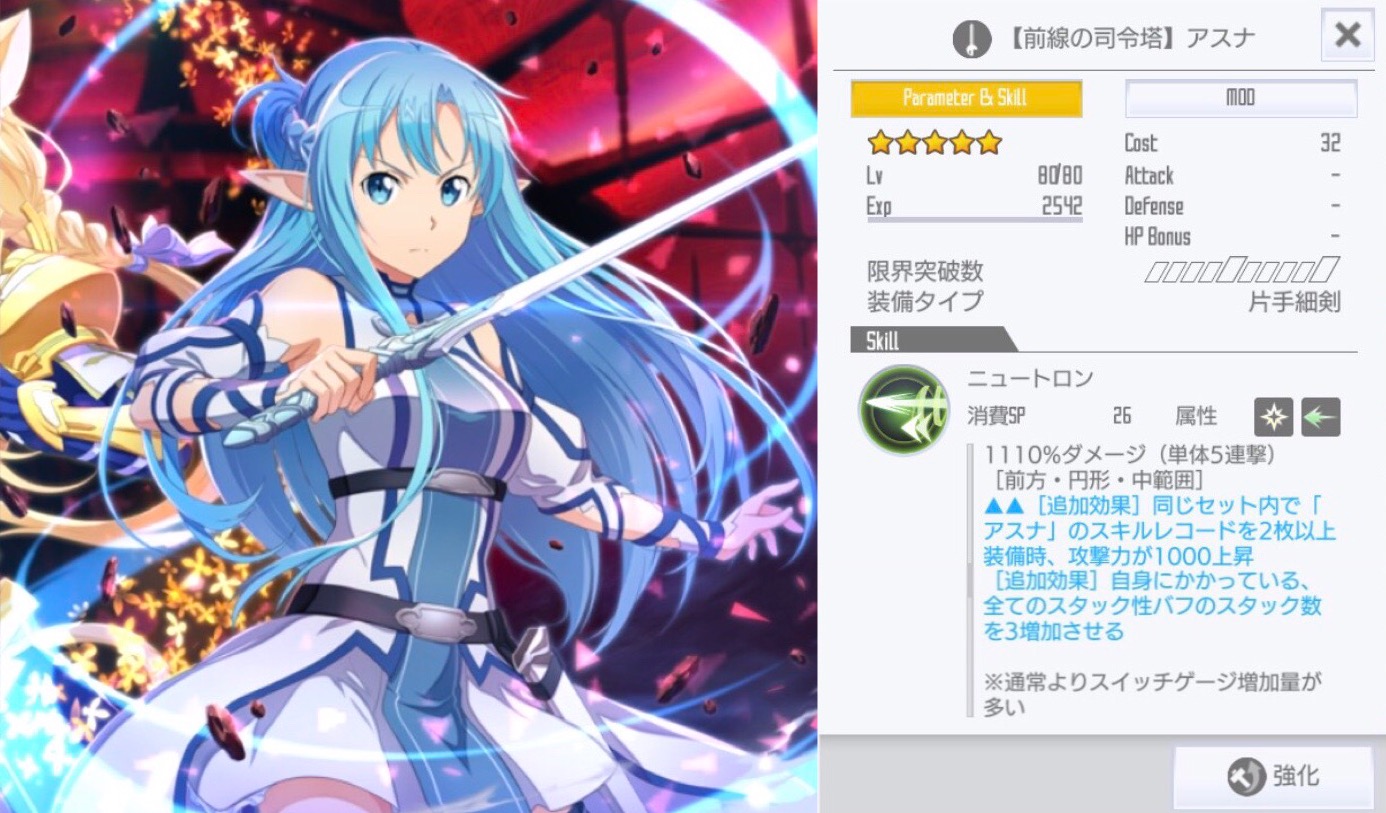 【前線の司令塔】アスナ
Parameter & Skill
MOD
Lv 80/80
Exp 2542
Cost 32
Attack -
Defense -
HP Bonus -
限界突破数
装備タイプ 片手細剣
Skill
ニュートロン
消費SP 26 属性
1110%ダメージ（単体5連撃）
［前方・円形・中範囲］
▲▲［追加効果］同じセット内で「
アスナ」のスキルレコードを2枚以上
装備時、攻撃力が1000上昇
［追加効果］自身にかかっている、
全てのスタック性バフのスタック数
を3増加させる
※通常よりスイッチゲージ増加量が
多い
強化